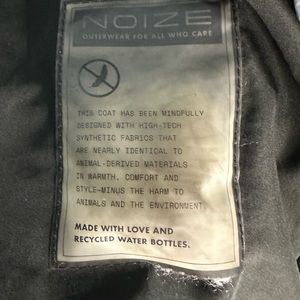 NOIZE
OUTERWEAR FOR ALL WHO CARE
THIS COAT HAS BEEN MINDFULLY
DESIGNED WITH HIGH-TECH
SYNTHETIC FABRICS THAT
ARE NEARLY IDENTICAL TO
ANIMAL-DERIVED MATERIALS
IN WARMTH, COMFORT AND
STYLE-MINUS THE HARM TO
ANIMALS AND THE ENVIRONMENT.
MADE WITH LOVE AND
RECYCLED WATER BOTTLES.